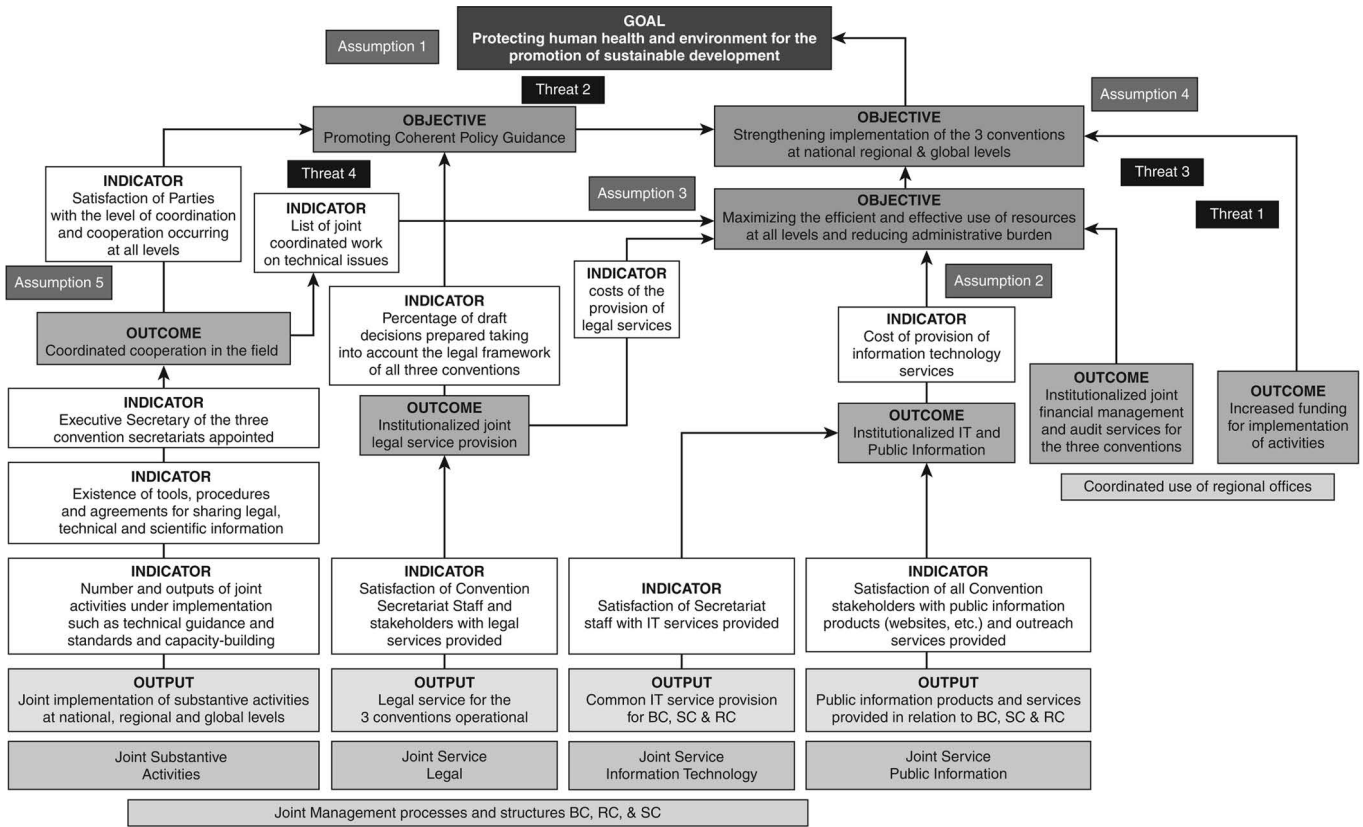 GOAL
Protecting human health and environment for the
promotion of sustainable development
Assumption 1
Threat 2
Assumption 4
OBJECTIVE
Promoting Coherent Policy Guidance
OBJECTIVE
Strengthening implementation of the 3 conventions
at national regional & global levels
Threat 4
Assumption 3
Threat 3
Threat 1
INDICATOR
Satisfaction of Parties
with the level of coordination
and cooperation occurring
at all levels
INDICATOR
List of joint
coordinated work
on technical issues
OBJECTIVE
Maximizing the efficient and effective use of resources
at all levels and reducing administrative burden
Assumption 5
INDICATOR
Percentage of draft
decisions prepared taking
into account the legal framework
of all three conventions
INDICATOR
costs of the
provision of
legal services
Assumption 2
INDICATOR
Cost of provision of
information technology
services
OUTCOME
Coordinated cooperation in the field
OUTCOME
Institutionalized joint
legal service provision
OUTCOME
Institutionalized IT and
Public Information
OUTCOME
Institutionalized joint
financial management
and audit services for
the three conventions
OUTCOME
Increased funding
for implementation
of activities
Coordinated use of regional offices
INDICATOR
Executive Secretary of the three
convention secretariats appointed
INDICATOR
Existence of tools, procedures
and agreements for sharing legal,
technical and scientific information
INDICATOR
Number and outputs of joint
activities under implementation
such as technical guidance and
standards and capacity-building
INDICATOR
Satisfaction of Convention
Secretariat Staff and
stakeholders with legal
services provided
INDICATOR
Satisfaction of Secretariat
staff with IT services provided
INDICATOR
Satisfaction of all Convention
stakeholders with public information
products (websites, etc.) and outreach
services provided
OUTPUT
Joint implementation of substantive activities
at national, regional and global levels
OUTPUT
Legal service for the
3 conventions operational
OUTPUT
Common IT service provision
for BC, SC & RC
OUTPUT
Public information products and services
provided in relation to BC, SC & RC
Joint Substantive
Activities
Joint Service
Legal
Joint Service
Information Technology
Joint Service
Public Information
Joint Management processes and structures BC, RC, & SC